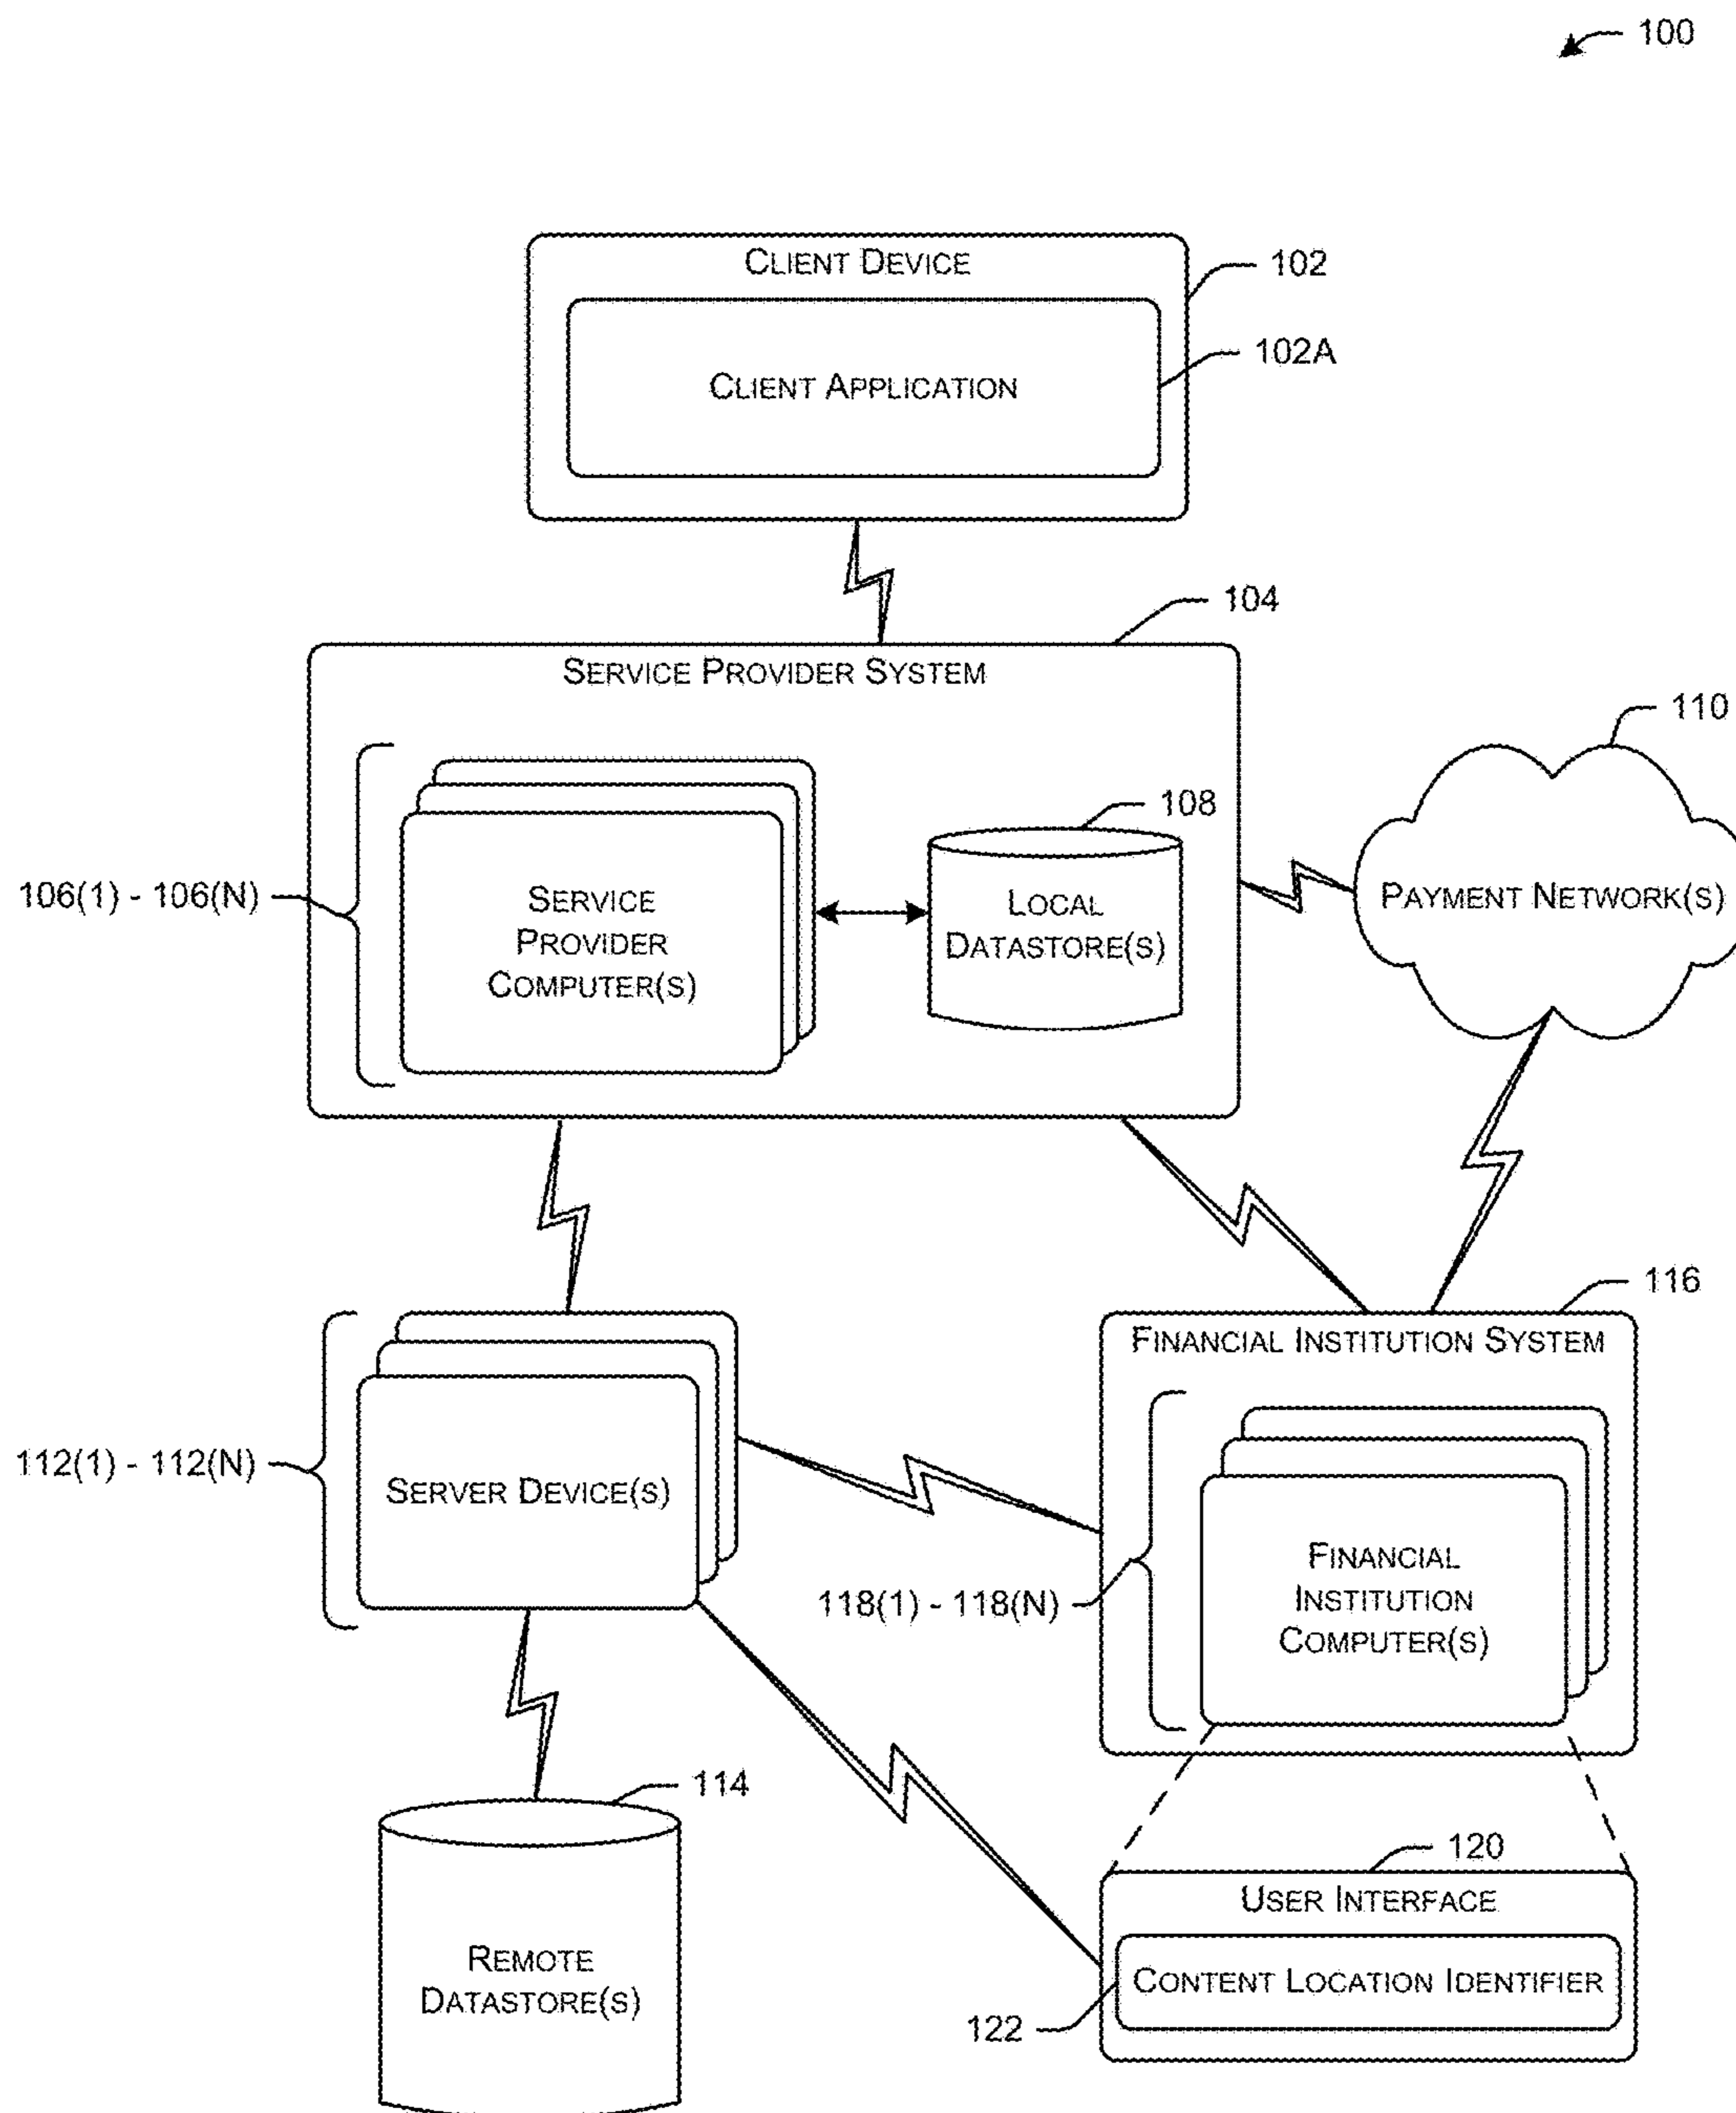 100
CLIENT DEVICE
102
102A
CLIENT APPLICATION
104
SERVICE PROVIDER SYSTEM
110
108
106(1) - 106(N)
SERVICE
PROVIDER
COMPUTER(S)
LOCAL
DATASTORE(S)
PAYMENT NETWORK(S)
116
FINANCIAL INSTITUTION SYSTEM
112(1) - 112(N)
SERVER DEVICE(S)
118(1) - 118(N)
FINANCIAL
INSTITUTION
COMPUTER(S)
114
REMOTE
DATASTORE(S)
120
USER INTERFACE
CONTENT LOCATION IDENTIFIER
122